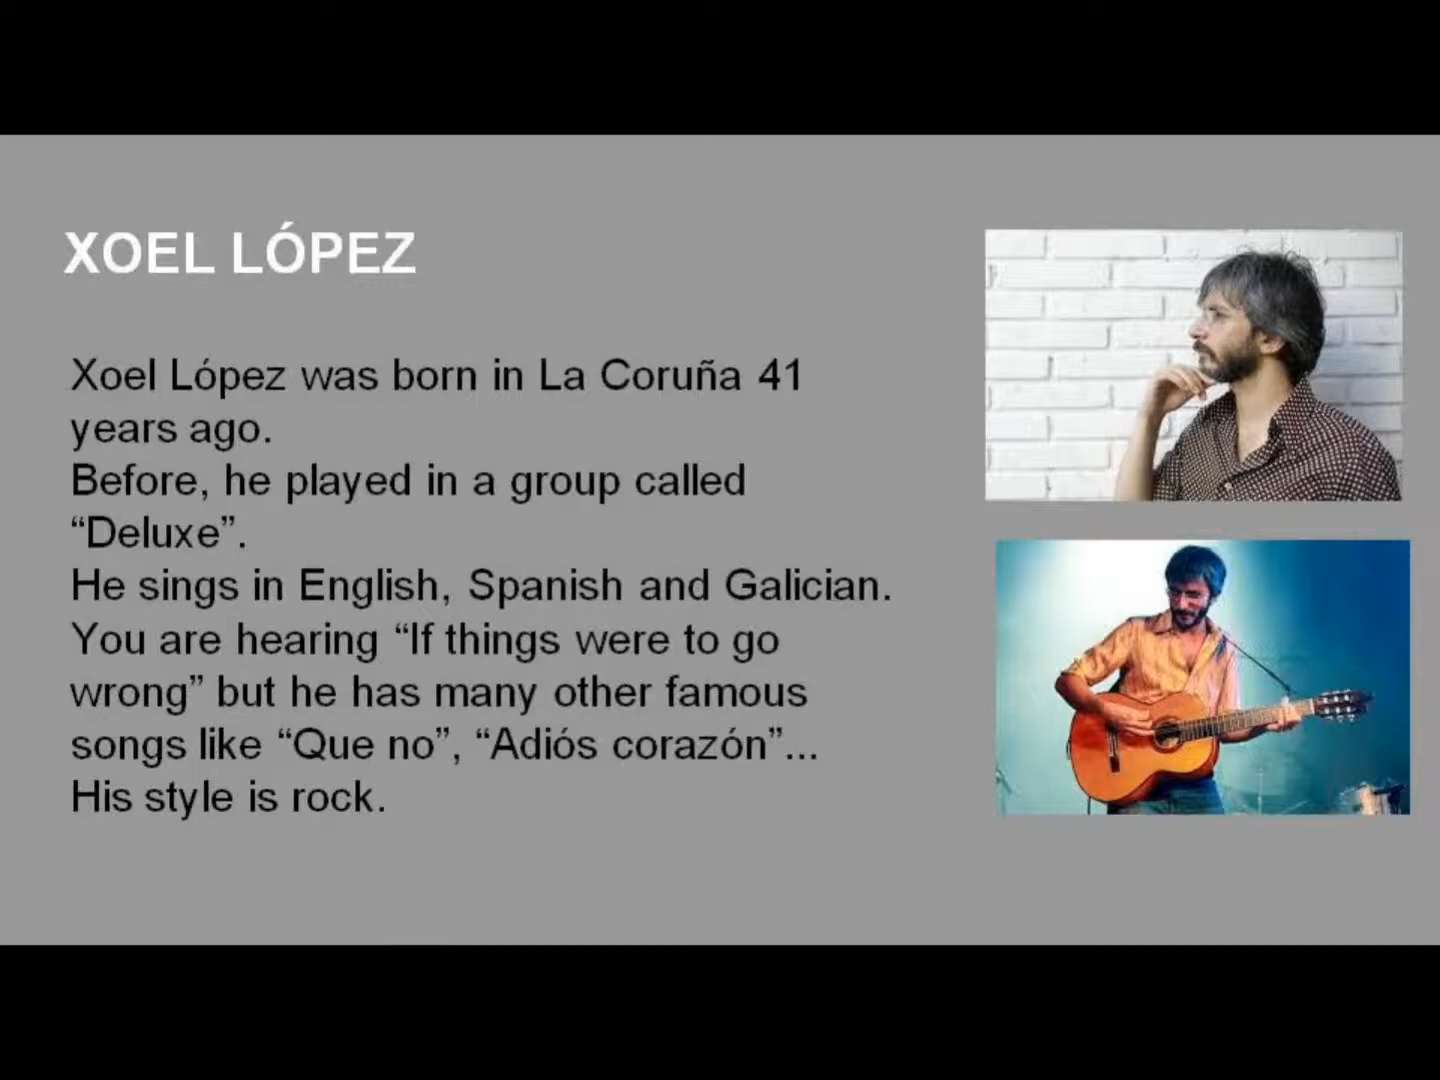 XOEL LÓPEZ
Xoel López was born in La Coruña 41
years ago.
Before, he played in a group called
“Deluxe”.
He sings in English, Spanish and Galician.
You are hearing “If things were to go
wrong” but he has many other famous
songs like “Que no”, “Adiós corazón”...
His style is rock.